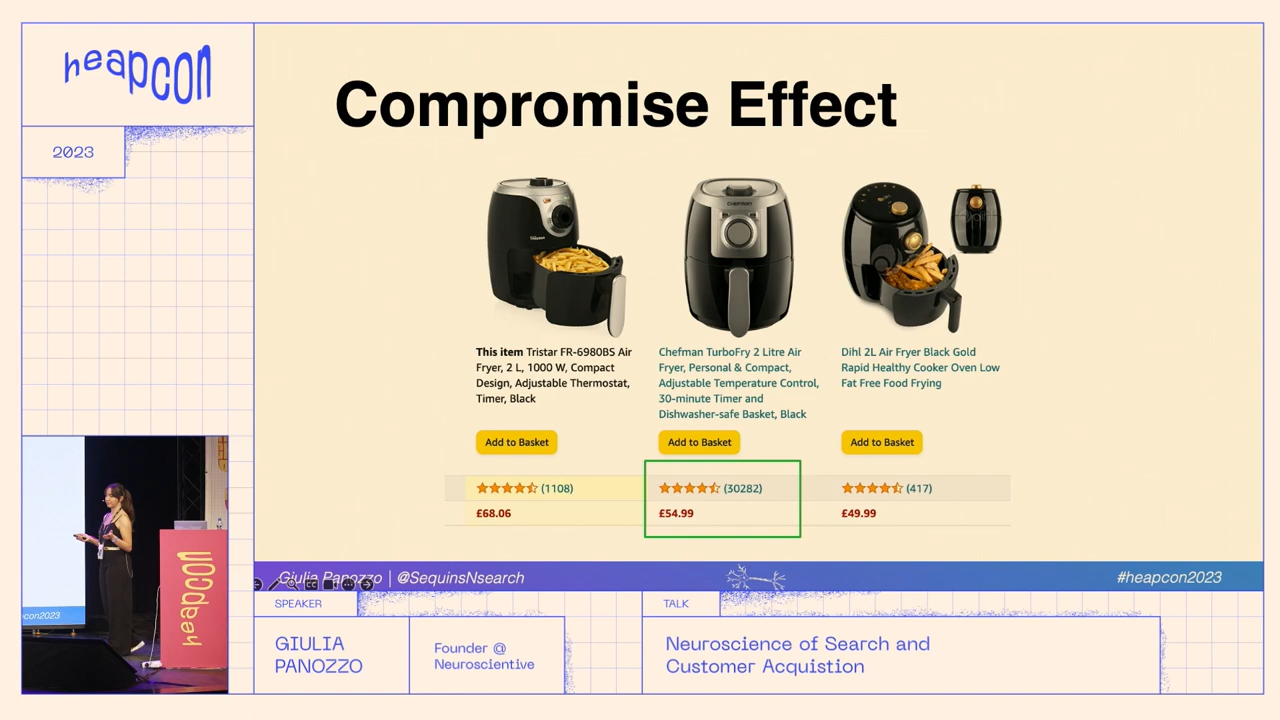 heapcon
2023
Compromise Effect
CHEFMAN
This item Tristar FR-6980BS Air
Fryer, 2 L, 1000 W, Compact
Design, Adjustable Thermostat,
Timer, Black
Chefman TurboFry 2 Litre Air
Fryer, Personal & Compact,
Adjustable Temperature Control,
30-minute Timer and
Dishwasher-safe Basket, Black
Dihl 2L Air Fryer Black Gold
Rapid Healthy Cooker Oven Low
Fat Free Food Frying
Add to Basket
Add to Basket
Add to Basket
(1108)
(30282)
(417)
£68.06
£54.99
£49.99
Giulia Panozzo | @SequinsNsearch
#heapcon2023
heapcon
con2023
SPEAKER
GIULIA
PANOZZO
Founder @
Neuroscientive
TALK
Neuroscience of Search and
Customer Acquistion